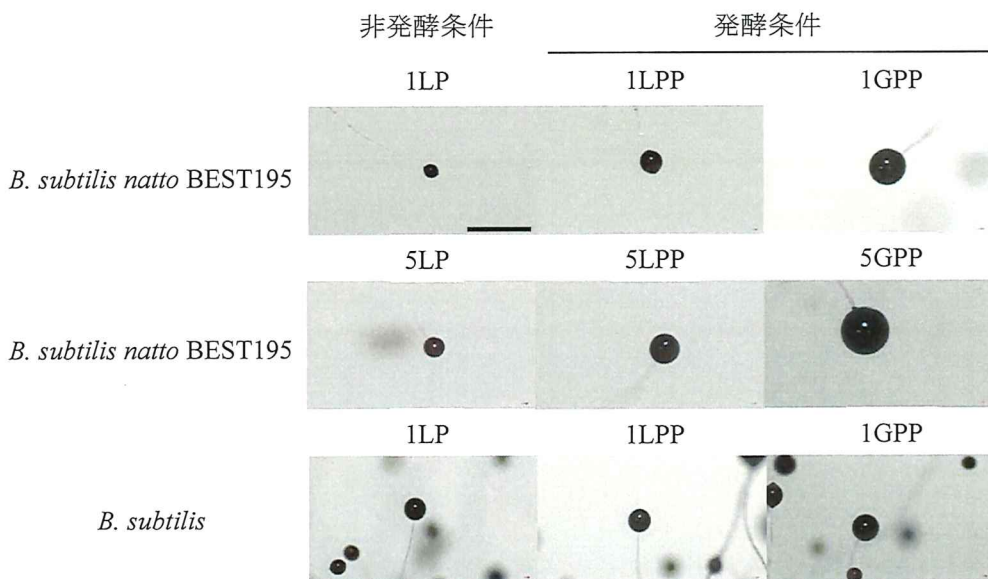 非発酵条件 発酵条件
1LP 1LPP 1GPP
B. subtilis natto BEST195
5LP 5LPP 5GPP
B. subtilis natto BEST195
1LP 1LPP 1GPP
B. subtilis